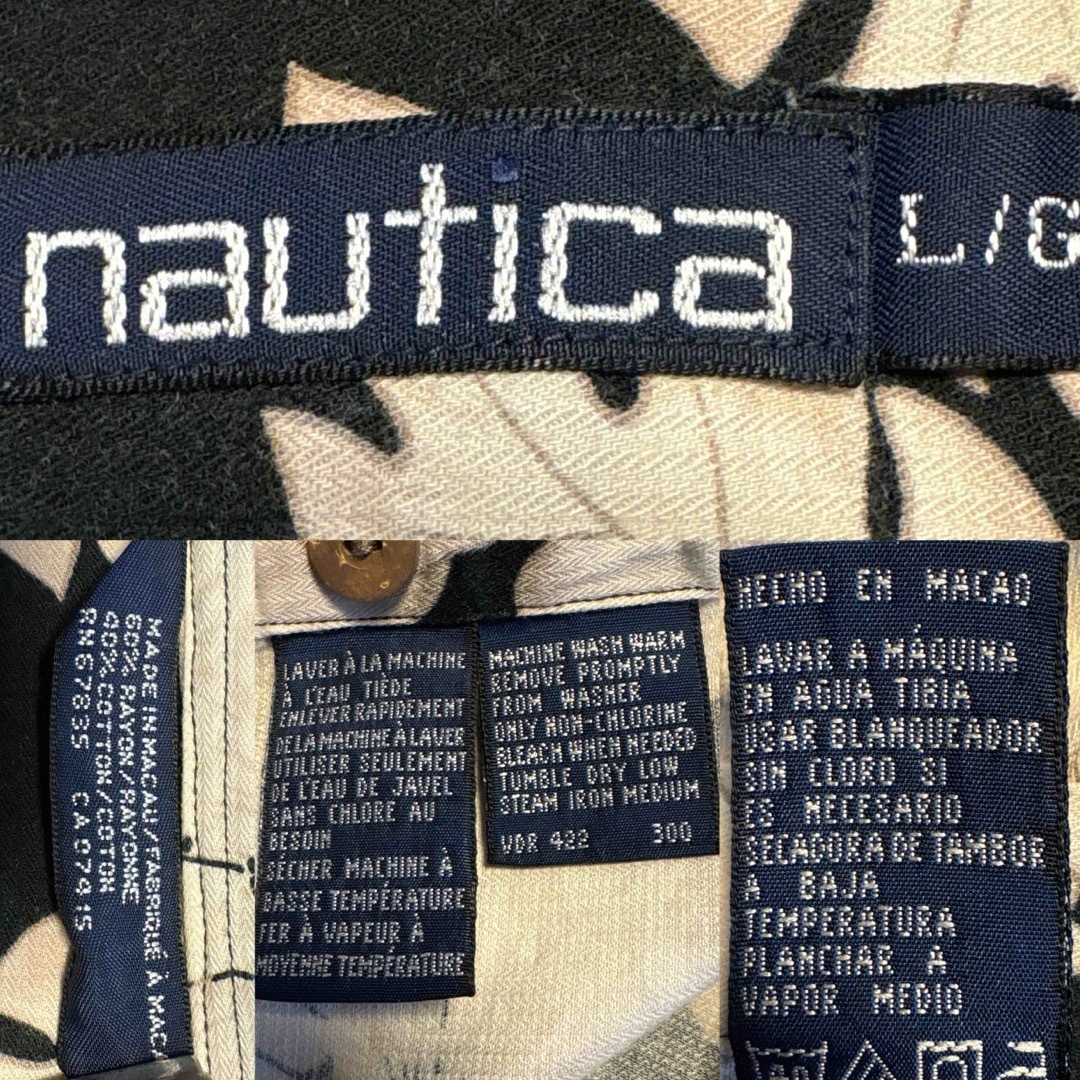 nautica
L/G
MADE IN MACAU/FABRIQUÉ À MACA
60% RAYON/RAYONNE
40% COTTON/COTON
RN67835 CA07415
LAVER À LA MACHINE
À L'EAU TIÈDE
ENLEVER RAPIDEMENT
DE LA MACHINE À LAVER
UTILISER SEULEMENT
DE L'EAU DE JAVEL
SANS CHLORE AU
BESOIN
SÉCHER MACHINE À
BASSE TEMPÉRATURE
FER À VAPEUR À
MOYENNE TEMPÉRATURE
MACHINE WASH WARM
REMOVE PROMPTLY
FROM WASHER
ONLY NON-CHLORINE
BLEACH WHEN NEEDED
TUMBLE DRY LOW
STEAM IRON MEDIUM
VDR 422 300
HECHO EN MACAO
LAVAR A MÁQUINA
EN AGUA TIBIA
USAR BLANQUEADOR
SIN CLORO SI
ES NECESARIO
SECADORA DE TAMBOR
A BAJA
TEMPERATURA
PLANCHAR A
VAPOR MEDIO